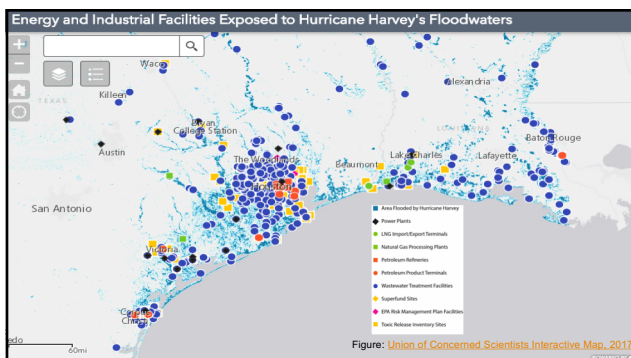 Energy and Industrial Facilities Exposed to Hurricane Harvey's Floodwaters
Waco
Killeen
TEXAS
Alexandria
Bryan
College Station
LOUISIANA
Baton Rouge
Austin
The Woodlands
Beaumont
Lake Charles
Lafayette
Houston
San Antonio
Area Flooded by Hurricane Harvey
Power Plants
LNG Import/Export Terminals
Natural Gas Processing Plants
Petroleum Refineries
Petroleum Product Terminals
Wastewater Treatment Facilities
Superfund Sites
EPA Risk Management Plan Facilities
Toxic Release Inventory Sites
Victoria
Corpus
Christi
edo
60mi
Figure: Union of Concerned Scientists Interactive Map, 2017